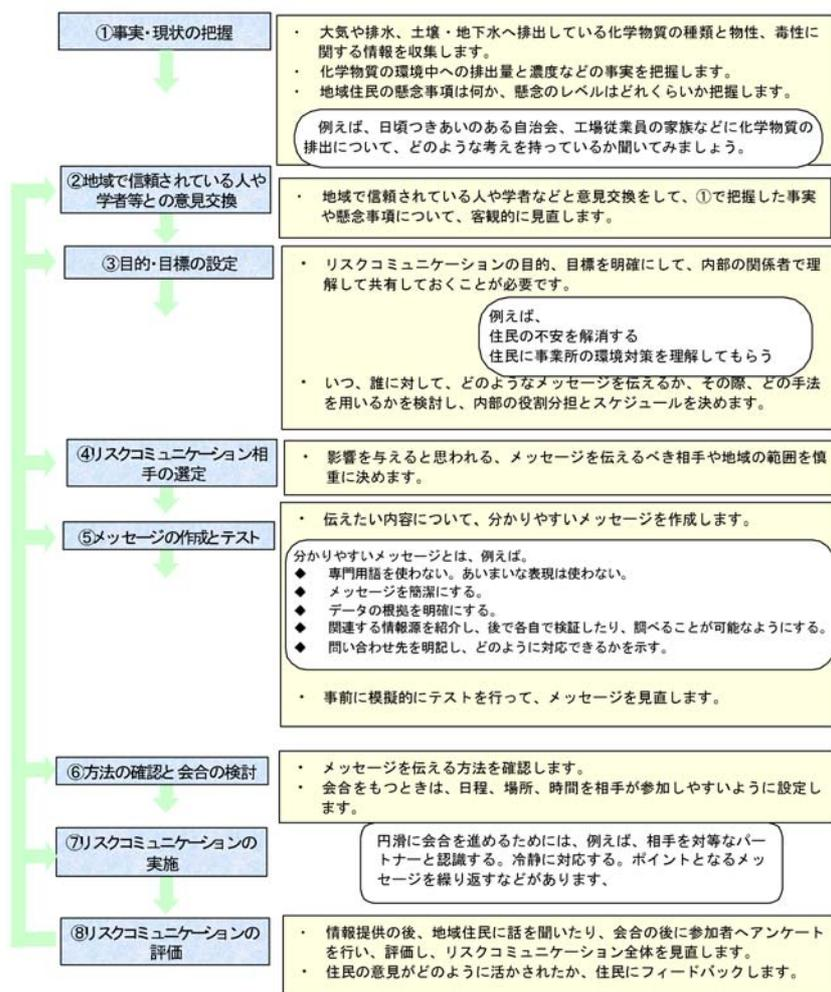 ①事実・現状の把握
・ 大気や排水、土壌・地下水へ排出している化学物質の種類と物性、毒性に
関する情報を収集します。
・ 化学物質の環境中への排出量と濃度などの事実を把握します。
・ 地域住民の懸念事項は何か、懸念のレベルはどれくらいか把握します。
例えば、日頃つきあいのある自治会、工場従業員の家族などに化学物質の
排出について、どのような考えを持っているか聞いてみましょう。
②地域で信頼されている人や
学者等との意見交換
・ 地域で信頼されている人や学者などと意見交換をして、①で把握した事実
や懸念事項について、客観的に見直します。
③目的・目標の設定
・ リスクコミュニケーションの目的、目標を明確にして、内部の関係者で理
解して共有しておくことが必要です。
例えば、
住民の不安を解消する
住民に事業所の環境対策を理解してもらう
・ いつ、誰に対して、どのようなメッセージを伝えるか、その際、どの手法
を用いるかを検討し、内部の役割分担とスケジュールを決めます。
④リスクコミュニケーション相
手の選定
・ 影響を与えると思われる、メッセージを伝えるべき相手や地域の範囲を慎
重に決めます。
⑤メッセージの作成とテスト
・ 伝えたい内容について、分かりやすいメッセージを作成します。
分かりやすいメッセージとは、例えば。
◆ 専門用語を使わない。あいまいな表現は使わない。
◆ メッセージを簡潔にする。
◆ データの根拠を明確にする。
◆ 関連する情報源を紹介し、後で各自で検証したり、調べることが可能なようにする。
◆ 問い合わせ先を明記し、どのように対応できるかを示す。
・ 事前に模擬的にテストを行って、メッセージを見直します。
⑥方法の確認と会合の検討
・ メッセージを伝える方法を確認します。
・ 会合をもつときは、日程、場所、時間を相手が参加しやすいように設定し
ます。
⑦リスクコミュニケーションの
実施
円滑に会合を進めるためには、例えば、相手を対等なパー
トナーと認識する。冷静に対応する。ポイントとなるメッ
セージを繰り返すなどがあります、
⑧リスクコミュニケーションの
評価
・ 情報提供の後、地域住民に話を聞いたり、会合の後に参加者へアンケート
を行い、評価し、リスクコミュニケーション全体を見直します。
・ 住民の意見がどのように活かされたか、住民にフィードバックします。